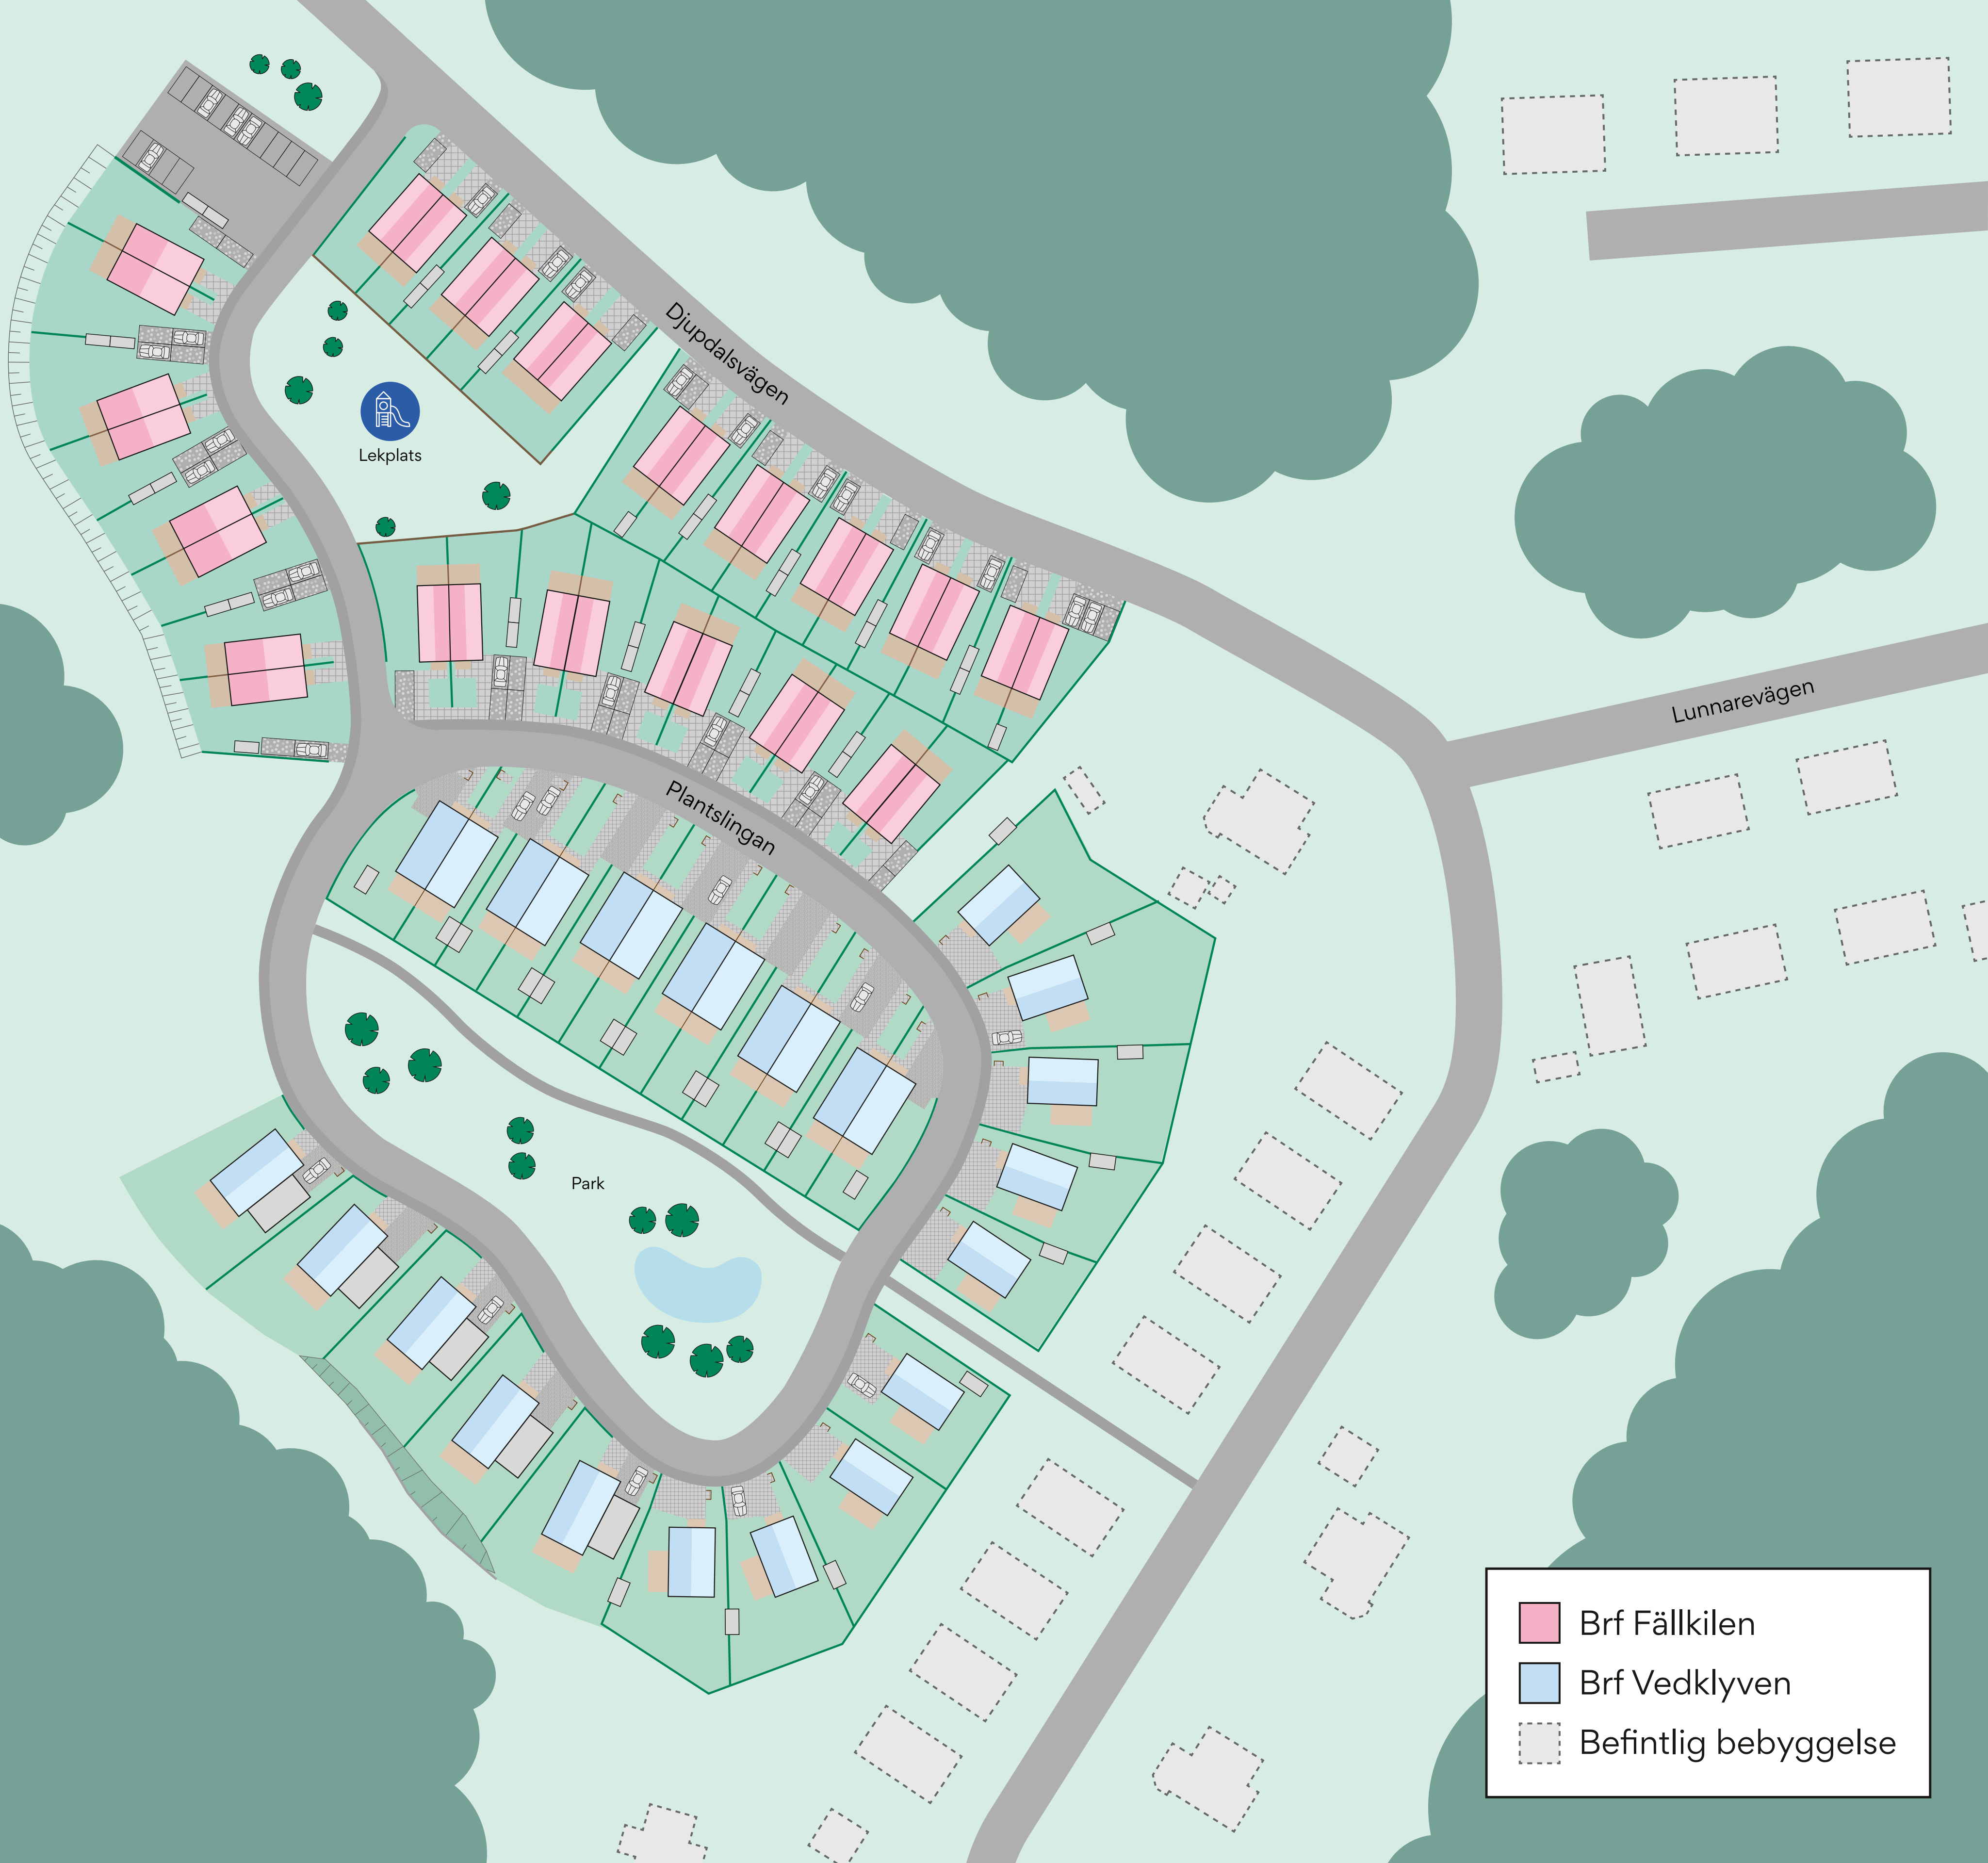 Djupdalsvägen
Lekplats
Lunnarevägen
Plantslingan
Park
Brf Fällkilen
Brf Vedklyven
Befintlig bebyggelse